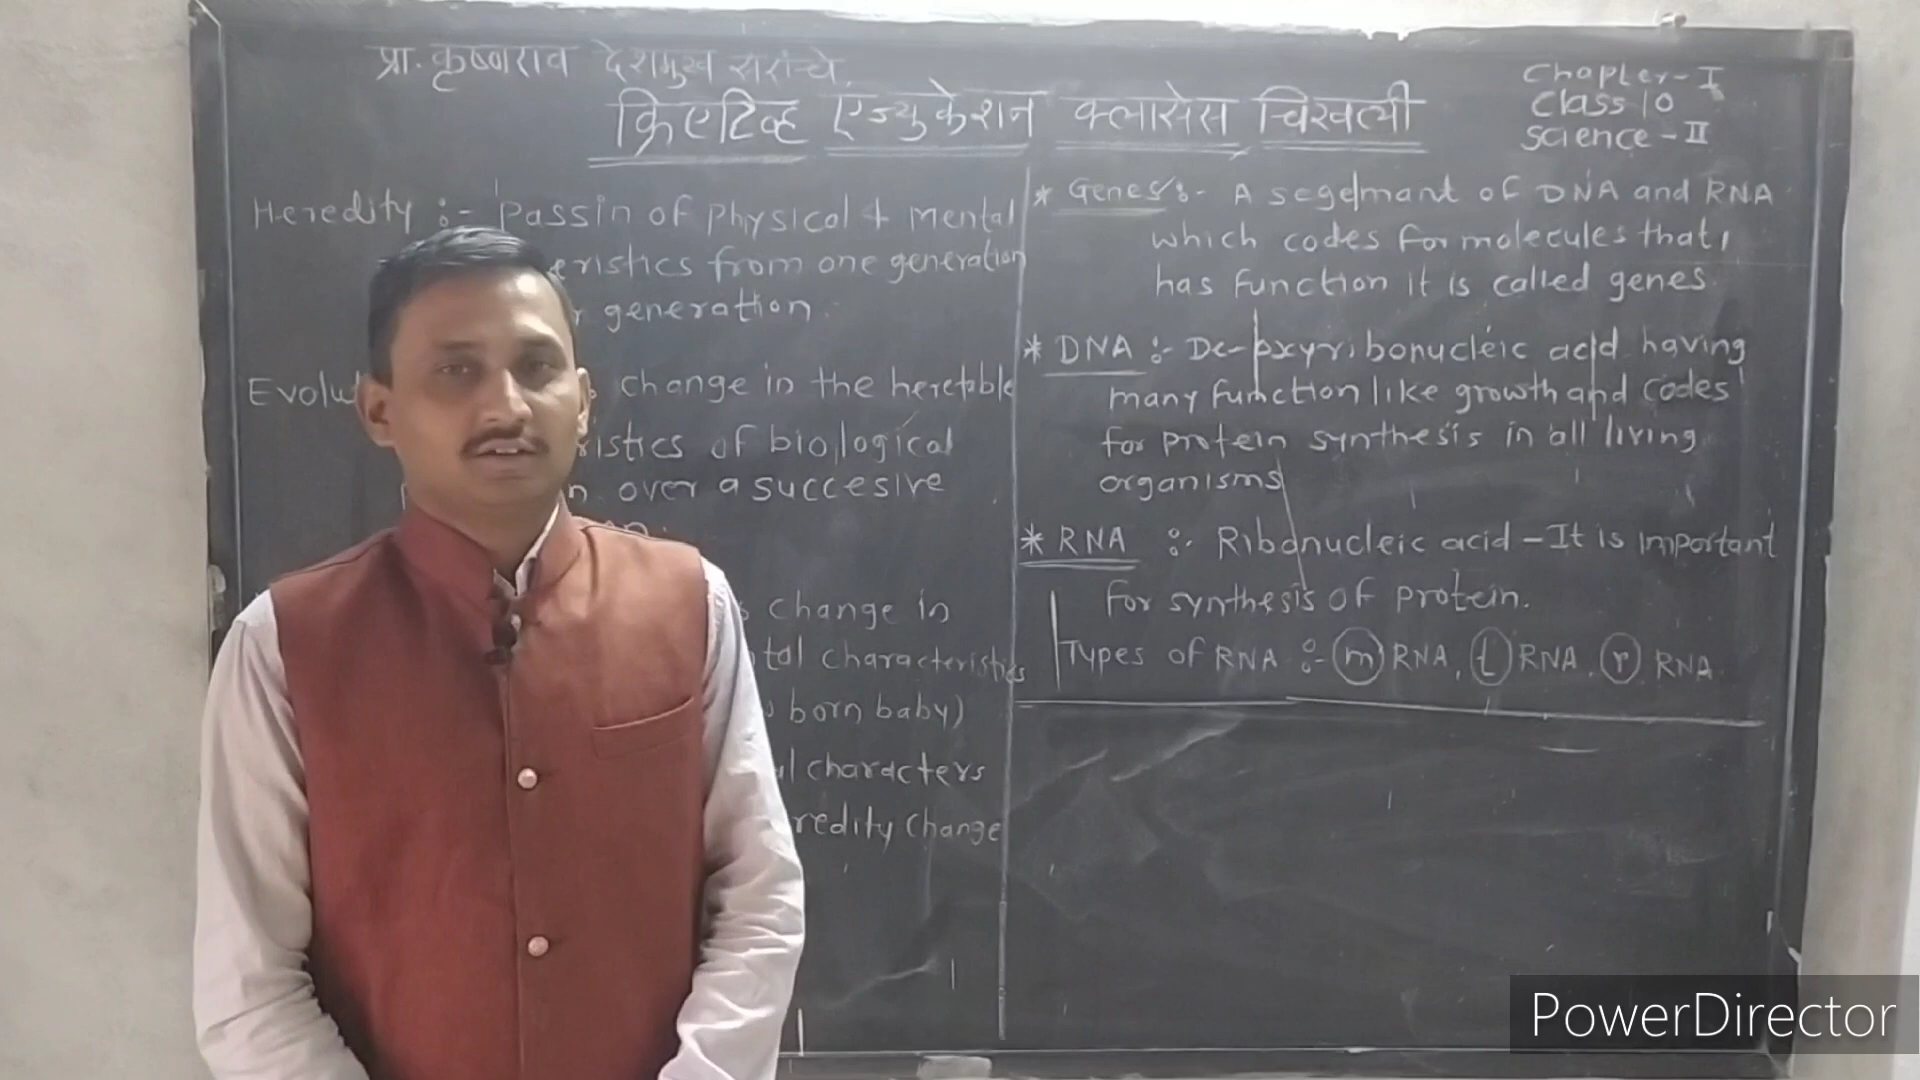 प्रा. कृष्णराव देशमुख सरांचे.
क्रिएटिव्ह एज्युकेशन क्लासेस चिखली
Chapter-I
Class 10
Science-II
Heredity :- Passin of Physical + Mental
eristics from one generation
r generation.
Evolu change in the heretable
ristics of biological
n over a succesive
s change in
tal characteristics
born baby)
l characters
redity Change
* Genes :- A segelmant of DNA and RNA
which codes for molecules that
has function it is called genes
* DNA :- De-oxyribonucleic acid having
many function like growth and codes
for protein synthesis in all living
organisms
* RNA :- Ribonucleic acid - It is important
for synthesis of protein.
Types of RNA :- m RNA, t RNA, r RNA.
PowerDirector